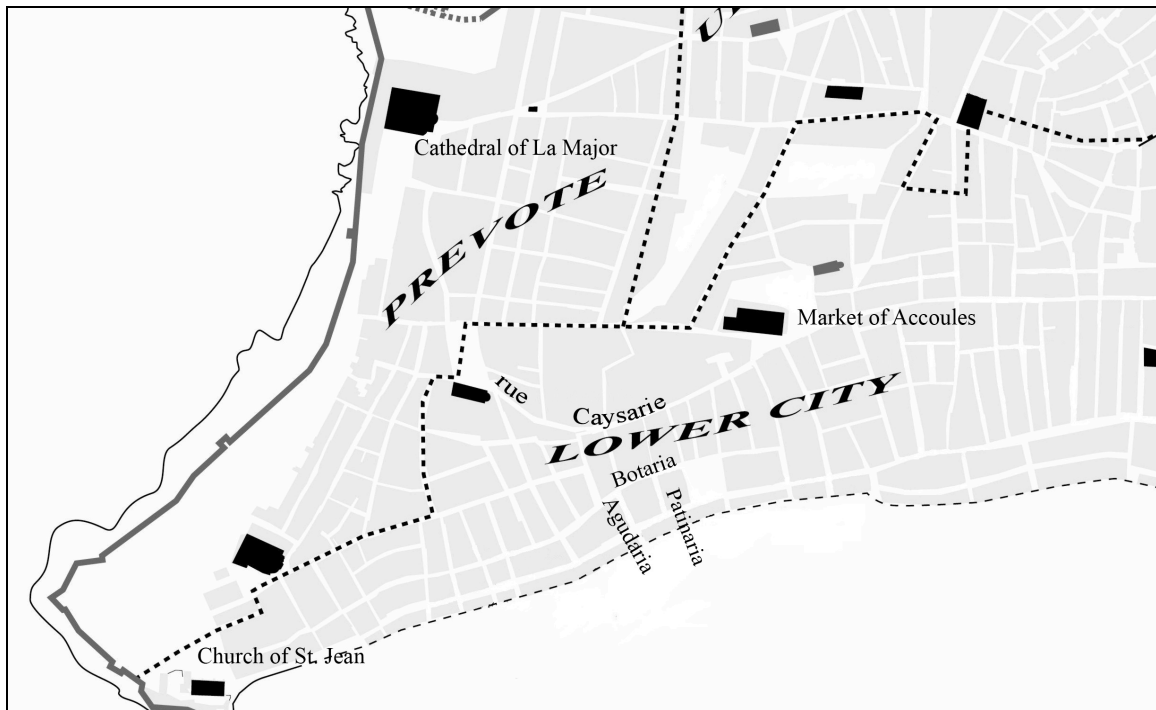 Cathedral of La Major
PREVOTE
Market of Accoules
rue
Caysarie
LOWER CITY
Botaria
Agudaria
Patinaria
Church of St. Jean